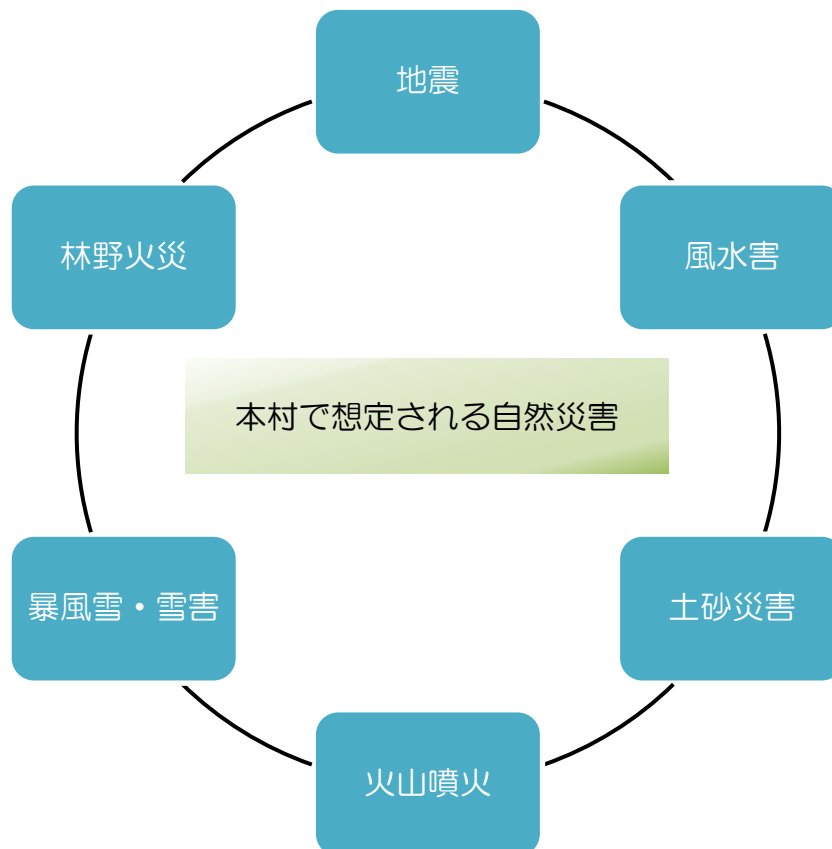 地震
風水害
土砂災害
火山噴火
暴風雪・雪害
林野火災
本村で想定される自然災害